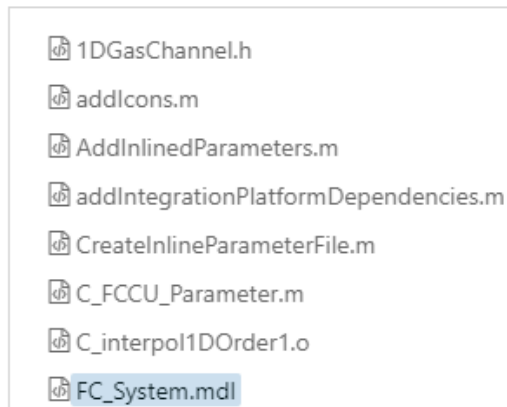 1DGasChannel.h
addIcons.m
AddInlinedParameters.m
addIntegrationPlatformDependencies.m
CreateInlineParameterFile.m
C_FCCU_Parameter.m
C_interpol1DOrder1.o
FC_System.mdl